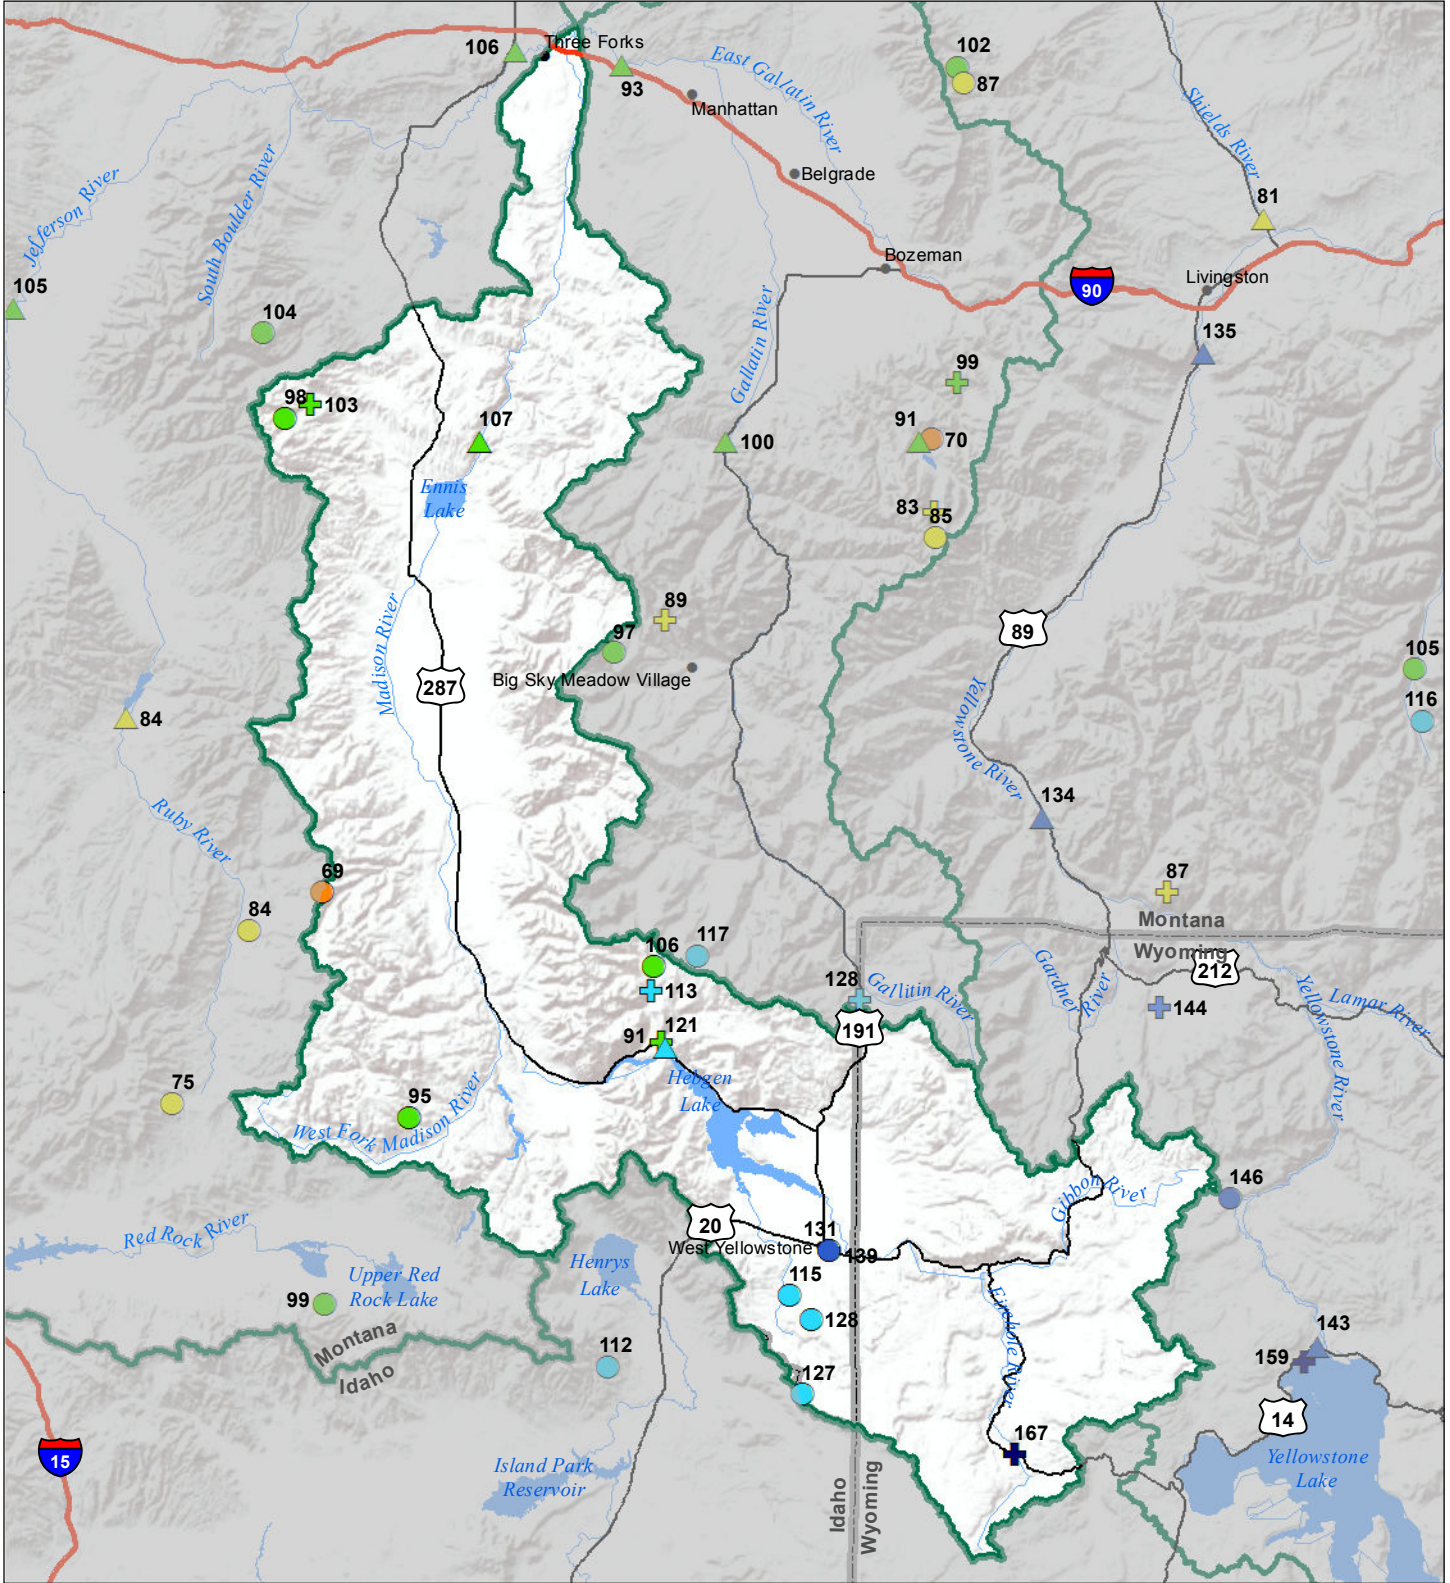 106
Three Forks
93
Manhattan
East Gallatin River
102
87
Shields River
Belgrade
81
Jefferson River
South Boulder River
Bozeman
Livingston
90
105
104
Gallatin River
135
99
98
103
107
100
91
70
Ennis
Lake
83
85
89
97
Big Sky Meadow Village
Madison River
287
89
105
116
84
Yellowstone River
134
Ruby River
69
84
87
Montana
Wyoming
212
106
117
113
128
Gallitin River
191
Gardner
River
144
Yellowstone River
Lamar River
91
121
Hebgen
Lake
75
95
West Fork Madison River
146
Gibbon River
Red Rock River
20
131
West Yellowstone
139
Henrys
Lake
Upper Red
Rock Lake
99
115
128
Firehole River
Montana
Idaho
112
127
143
159
14
15
167
Island Park
Reservoir
Idaho
Wyoming
Yellowstone
Lake